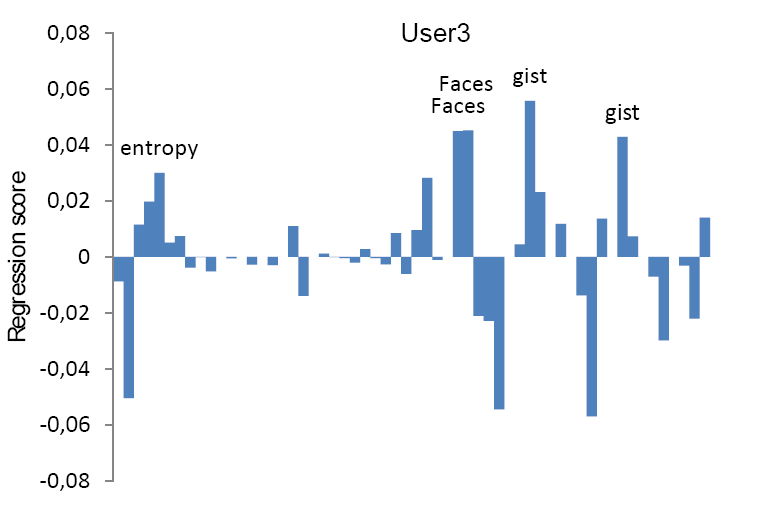 User3
0,08
0,06
0,04
0,02
0
-0,02
-0,04
-0,06
-0,08
Regression score
entropy
Faces
Faces
gist
gist